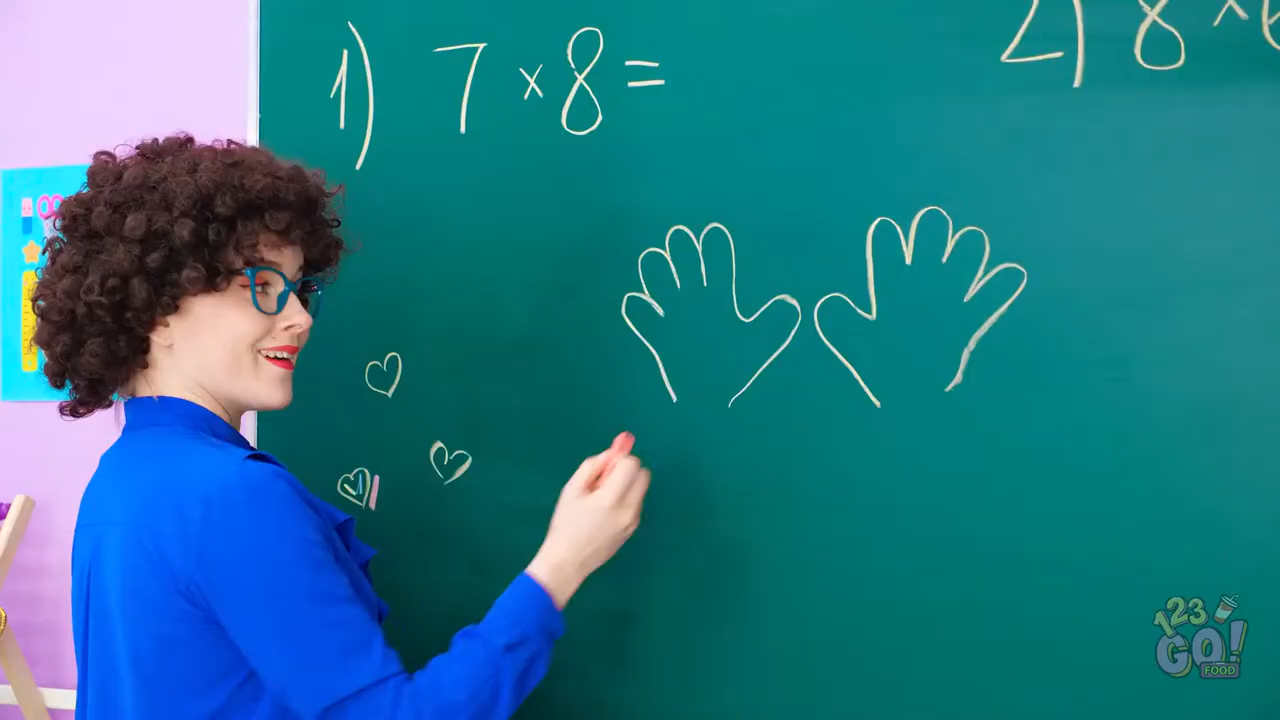 1) 7 × 8 =
2) 8 ×
123
GO!
FOOD